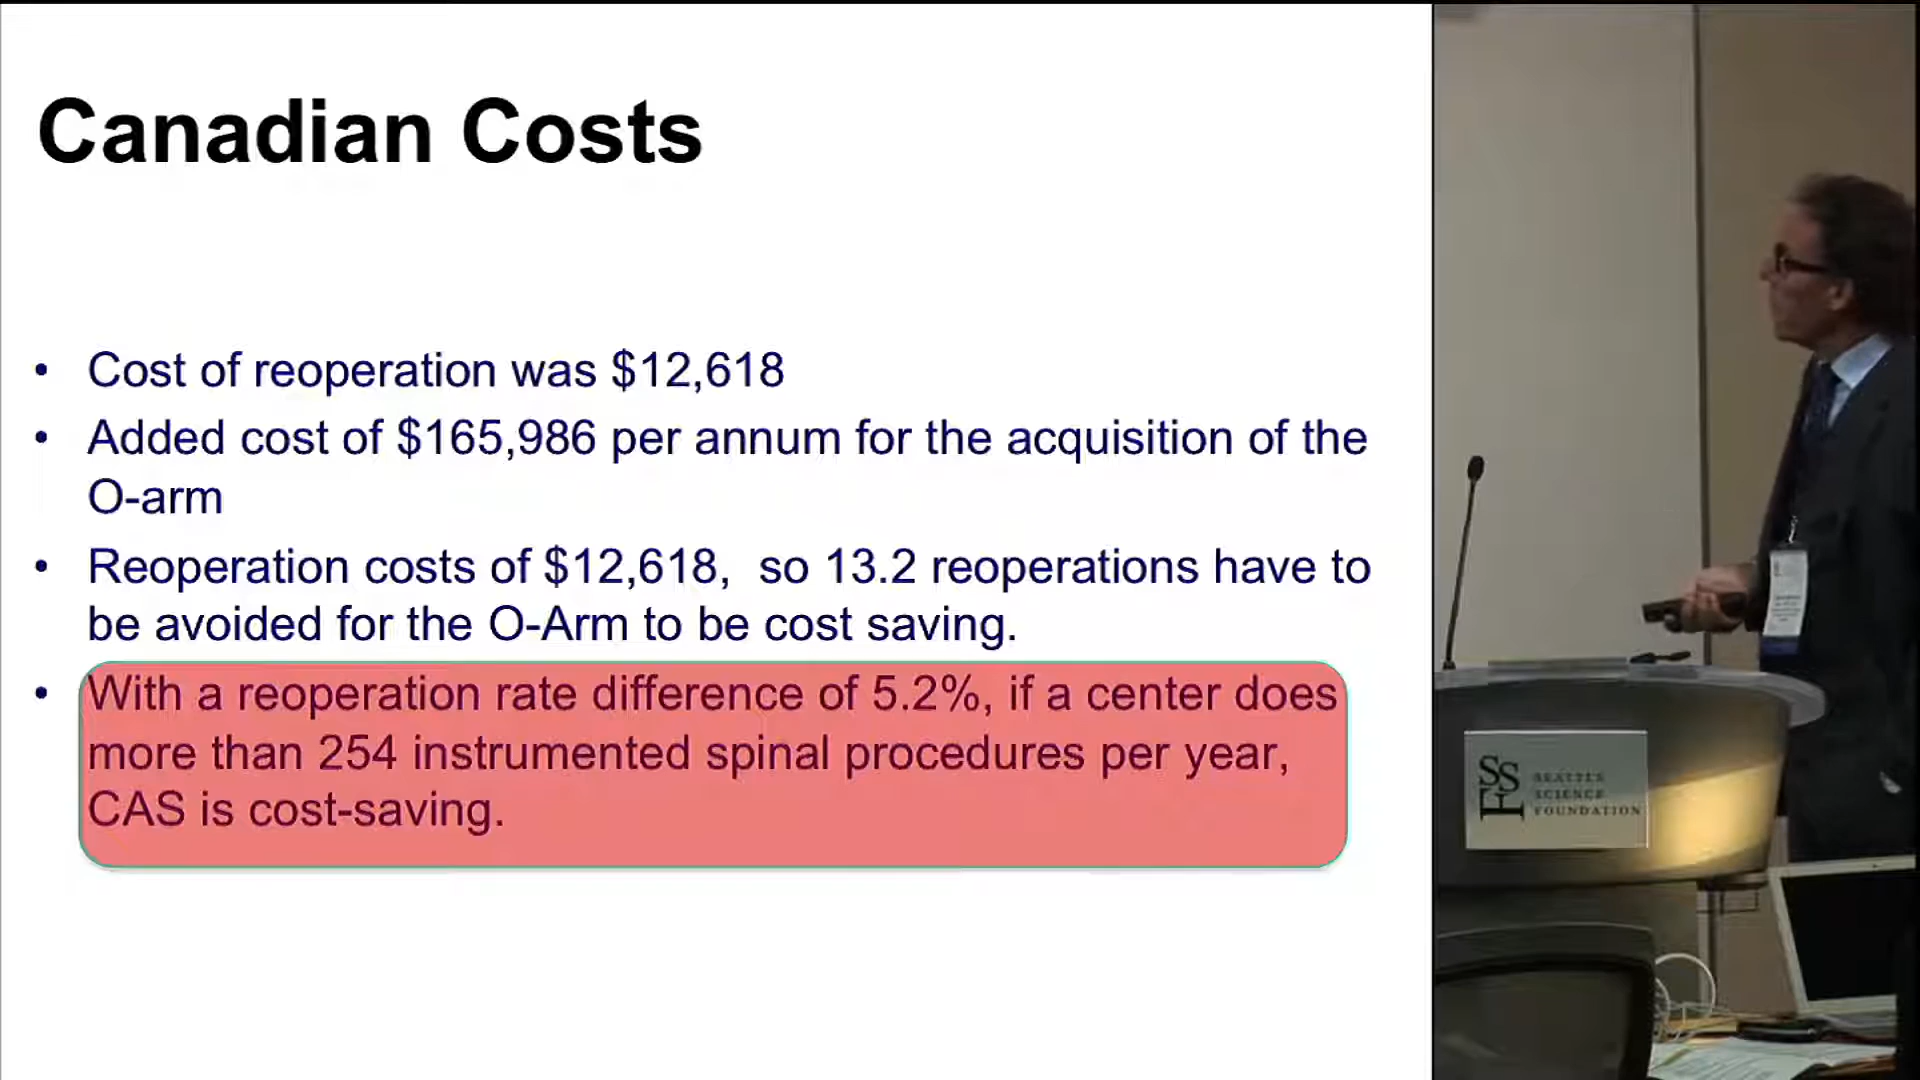 Canadian Costs
• Cost of reoperation was $12,618
• Added cost of $165,986 per annum for the acquisition of the
O-arm
• Reoperation costs of $12,618,  so 13.2 reoperations have to
be avoided for the O-Arm to be cost saving.
• With a reoperation rate difference of 5.2%, if a center does
more than 254 instrumented spinal procedures per year,
CAS is cost-saving.
SSF
SEATTLE
SCIENCE
FOUNDATION